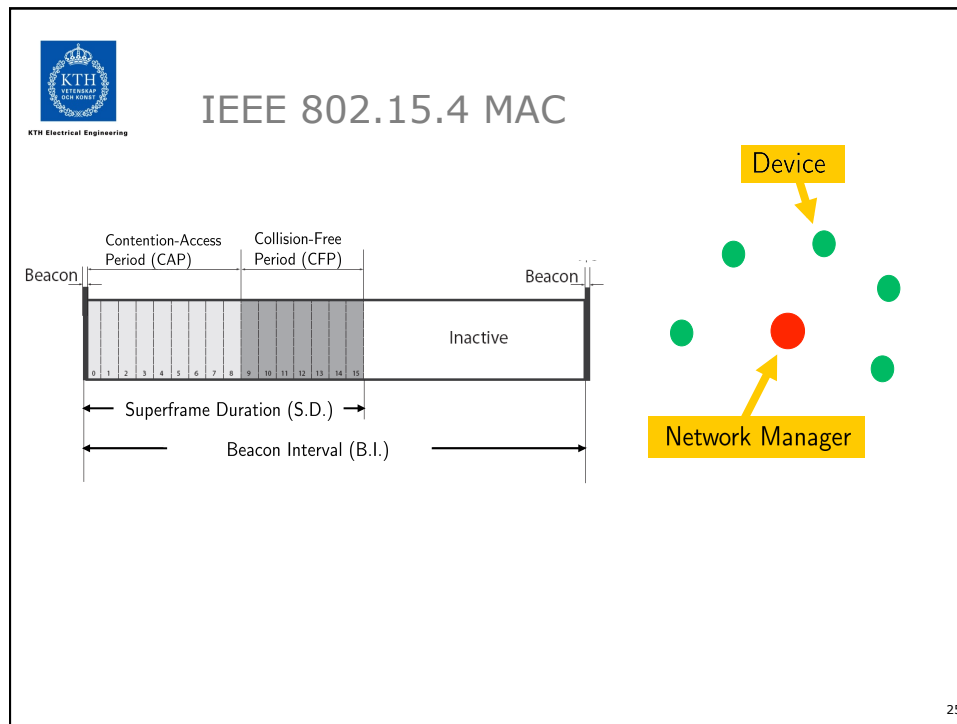 KTH
VETENSKAP
OCH KONST
KTH Electrical Engineering
IEEE 802.15.4 MAC
Device
Contention-Access
Period (CAP)
Collision-Free
Period (CFP)
Beacon
Beacon
Inactive
0 1 2 3 4 5 6 7 8 9 10 11 12 13 14 15
Superframe Duration (S.D.)
Beacon Interval (B.I.)
Network Manager
25